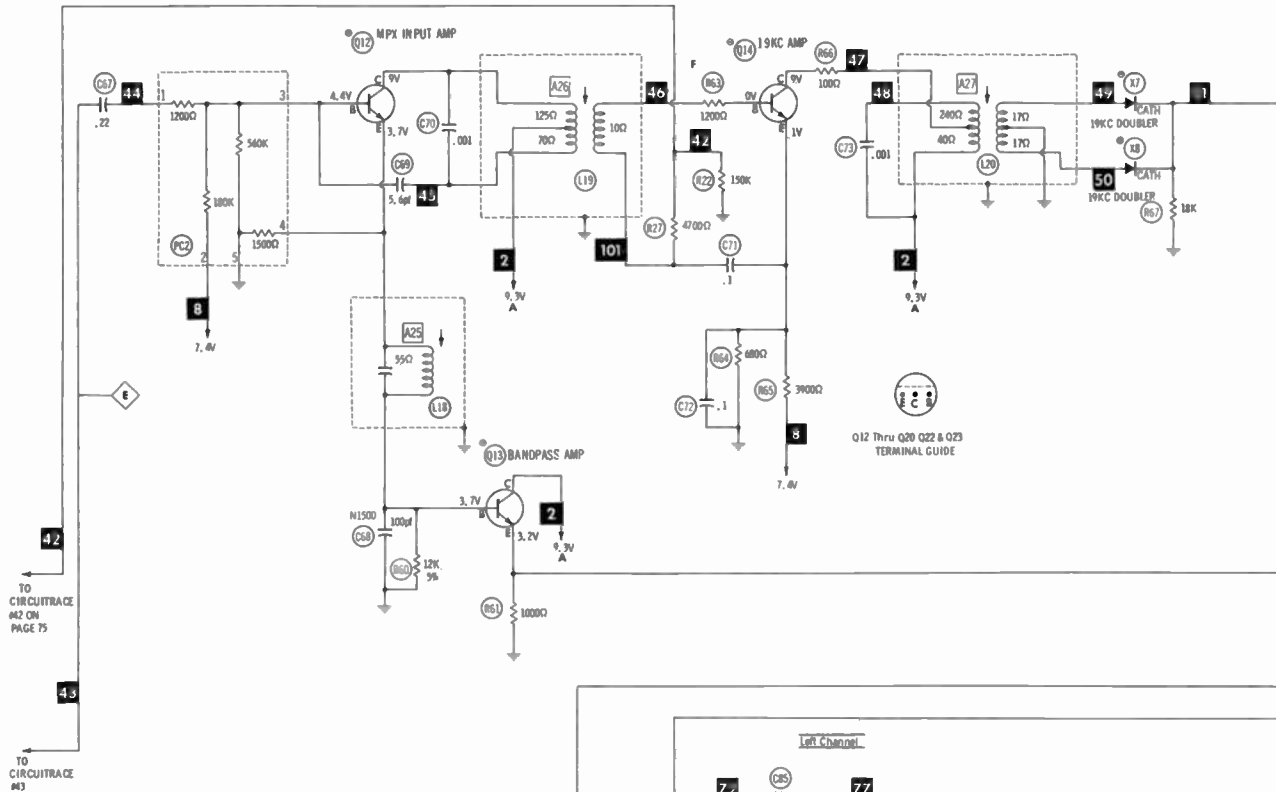 Q12 MPX INPUT AMP
Q14 19KC AMP
R66
47
100Ω
C67
44
.22
1
1200Ω
3
4.4V
C
9V
B
E
3.7V
C70
.001
A26
125Ω
70Ω
10Ω
L19
46
F
R63
1200Ω
0V
B
C
9V
E
1V
48
A27
240Ω
40Ω
17Ω
17Ω
L20
C73
.001
49
X7
CATH
19KC DOUBLER
X8
50
CATH
19KC DOUBLER
R67
18K
560K
180K
C69
5.6pf
45
42
R22
150K
R27
4700Ω
C71
.1
101
2
9.3V
A
2
9.3V
A
PC2
1500Ω
4
2
5
8
7.4V
A25
55Ω
L18
R64
680Ω
R65
3900Ω
C72
.1
8
7.4V
E
E
C
B
Q12 Thru Q20 Q22 & Q23
TERMINAL GUIDE
Q13 BANDPASS AMP
C
3.7V
B
E
3.2V
2
9.3V
A
N1500
C68
100pf
R60
12K
5%
R61
1000Ω
42
TO
CIRCUITRACE
#42 ON
PAGE 75
43
TO
CIRCUITRACE
#43
Left Channel
C85
77